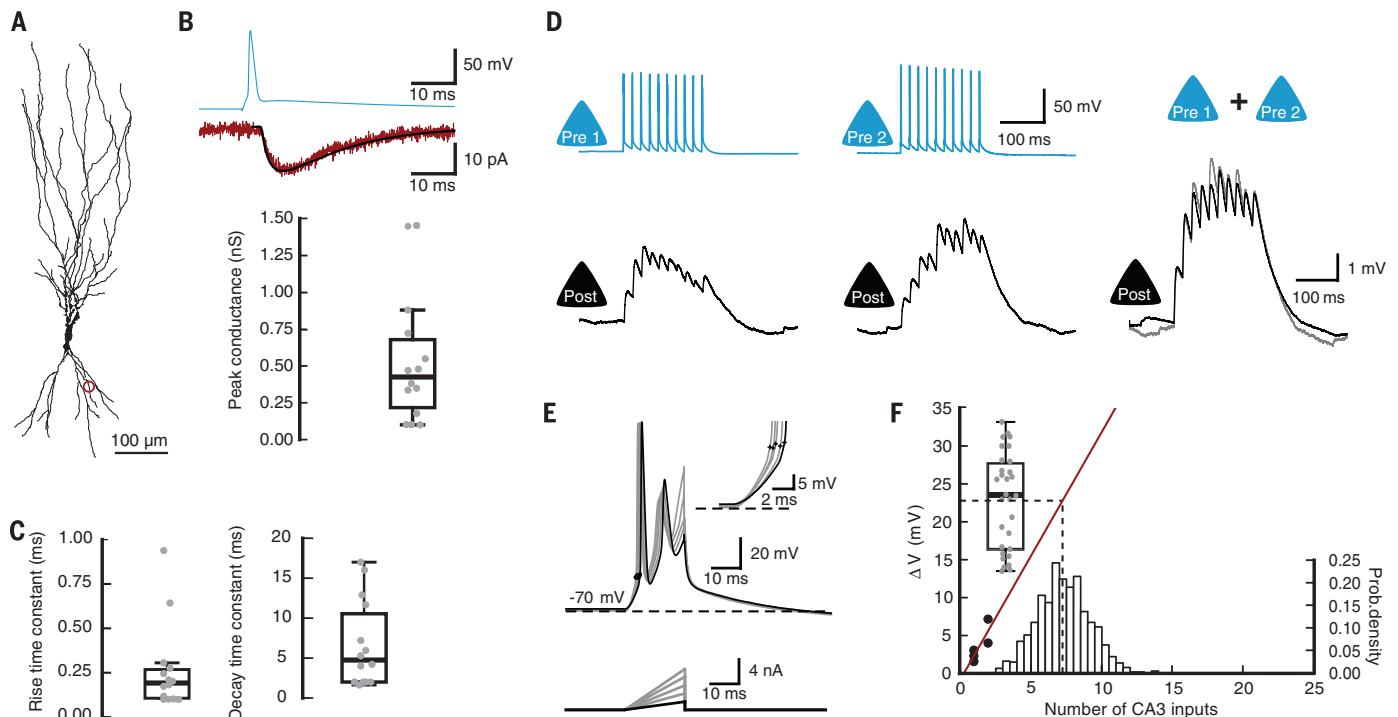 A
100 µm
B
50 mV
10 ms
10 pA
10 ms
Peak conductance (nS)
1.50
1.25
1.00
0.75
0.50
0.25
0.00
C
Rise time constant (ms)
1.00
0.75
0.50
0.25
0.00
Decay time constant (ms)
20
15
10
5
0
D
Pre 1
Pre 2
50 mV
100 ms
Pre 1
+
Pre 2
Post
Post
Post
1 mV
100 ms
E
5 mV
2 ms
20 mV
10 ms
-70 mV
4 nA
10 ms
F
Δ V (mV)
35
30
25
20
15
10
5
0
0.25
0.20
0.15
0.10
0.05
0.00
Prob.density
0
5
10
15
20
25
Number of CA3 inputs